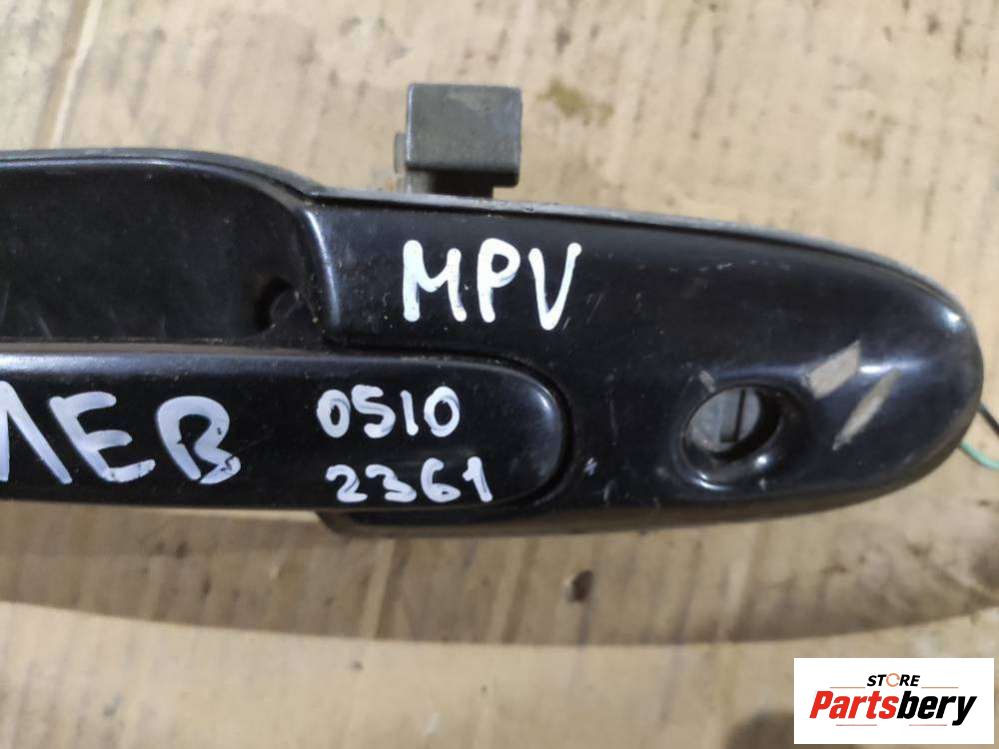 MPV
ЛЕВ 0510
2361
STORE
Partsbery